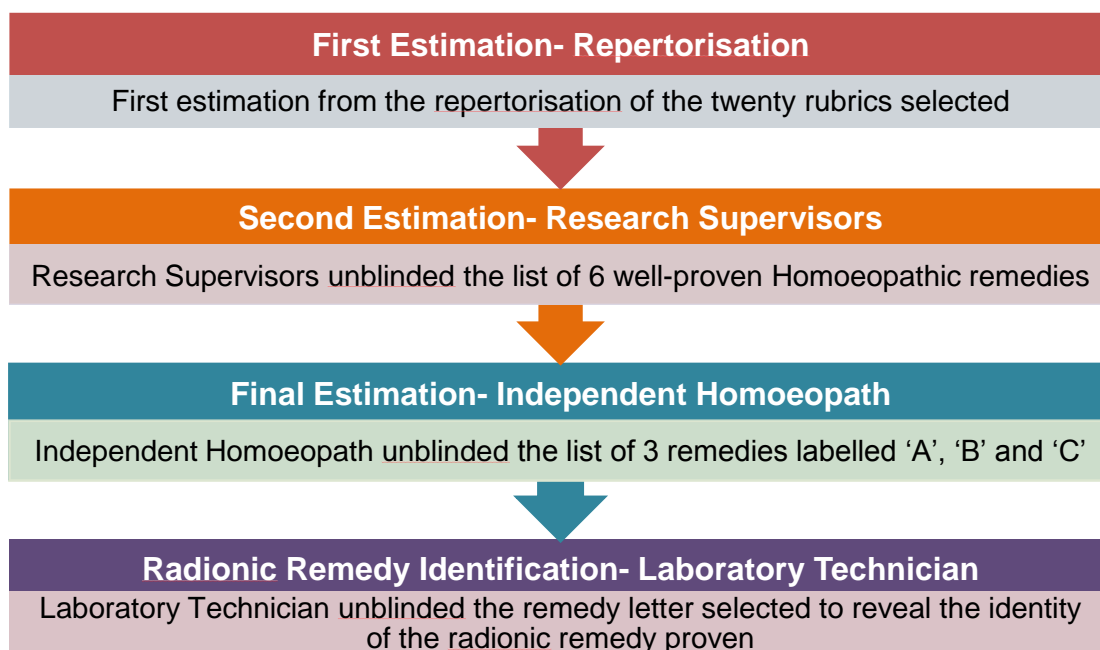 First Estimation- Repertorisation
First estimation from the repertorisation of the twenty rubrics selected
Second Estimation- Research Supervisors
Research Supervisors unblinded the list of 6 well-proven Homoeopathic remedies
Final Estimation- Independent Homoeopath
Independent Homoeopath unblinded the list of 3 remedies labelled ‘A’, ‘B’ and ‘C’
Radionic Remedy Identification- Laboratory Technician
Laboratory Technician unblinded the remedy letter selected to reveal the identity
of the radionic remedy proven